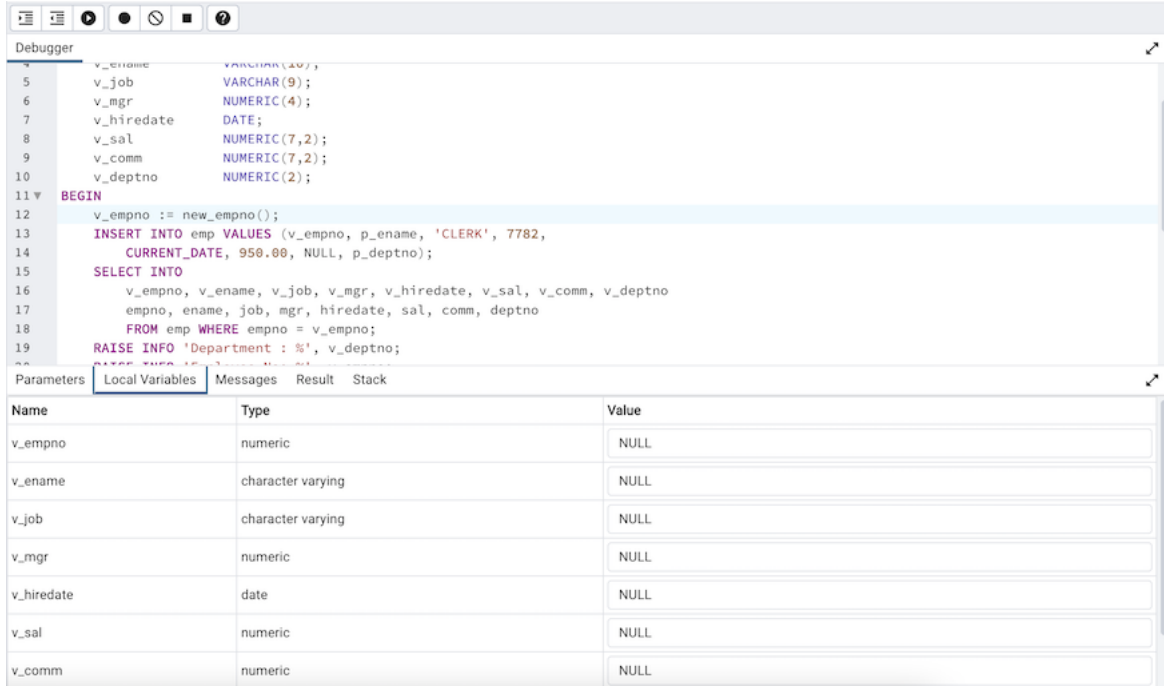 Debugger
4 v_ename VARCHAR(10);
5 v_job VARCHAR(9);
6 v_mgr NUMERIC(4);
7 v_hiredate DATE;
8 v_sal NUMERIC(7,2);
9 v_comm NUMERIC(7,2);
10 v_deptno NUMERIC(2);
11 BEGIN
12 v_empno := new_empno();
13 INSERT INTO emp VALUES (v_empno, p_ename, 'CLERK', 7782,
14 CURRENT_DATE, 950.00, NULL, p_deptno);
15 SELECT INTO
16 v_empno, v_ename, v_job, v_mgr, v_hiredate, v_sal, v_comm, v_deptno
17 empno, ename, job, mgr, hiredate, sal, comm, deptno
18 FROM emp WHERE empno = v_empno;
19 RAISE INFO 'Department : %', v_deptno;
Parameters Local Variables Messages Result Stack
Name Type Value
v_empno numeric NULL
v_ename character varying NULL
v_job character varying NULL
v_mgr numeric NULL
v_hiredate date NULL
v_sal numeric NULL
v_comm numeric NULL